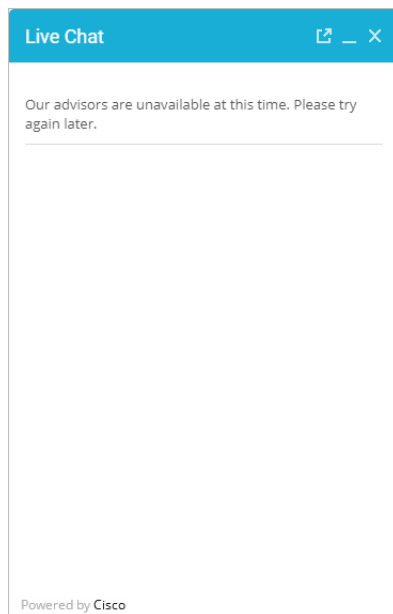 Live Chat
Our advisors are unavailable at this time. Please try
again later.
Powered by Cisco